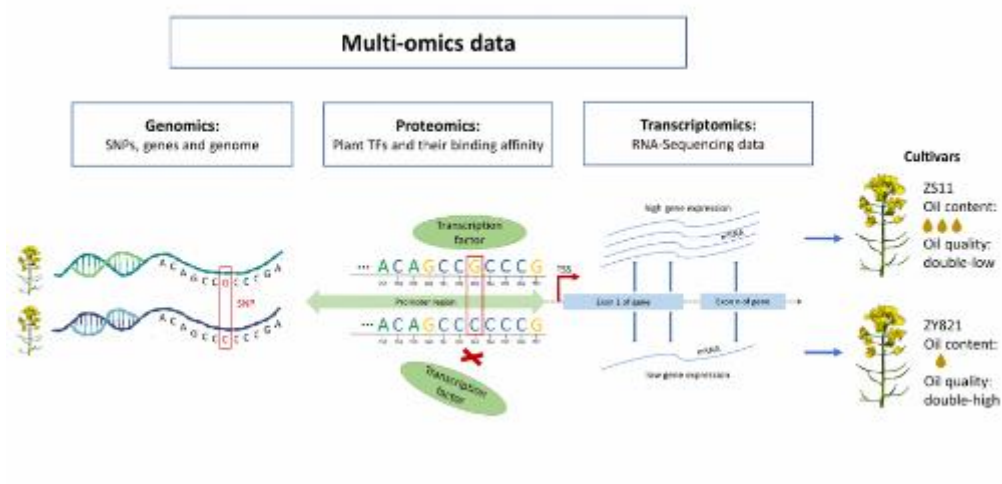 Multi-omics data
Genomics:
SNPs, genes and genome
Proteomics:
Plant TFs and their binding affinity
Transcriptomics:
RNA-Sequencing data
Cultivars
ZS11
Oil content:
Oil quality:
double-low
ZY821
Oil content:
Oil quality:
double-high
A C A G C C G C C C G A
SNP
A C A G C C C C C C G A
Transcription
factor
··· A C A G C C G C C C G
Promoter region
··· A C A G C C C C C C G
Transcription
factor
TSS
high gene expression
mRNA
Exon 1 of gene
Exon n of gene
mRNA
low gene expression